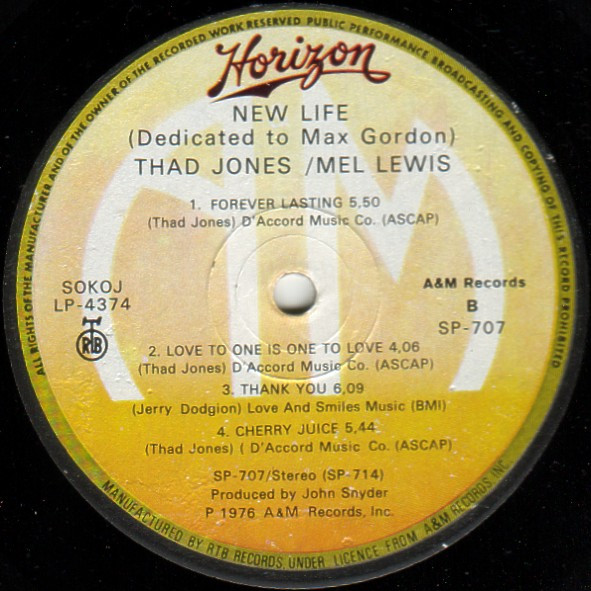 ALL RIGHTS OF THE MANUFACTURER AND OF THE OWNER OF THE RECORDED WORK RESERVED PUBLIC PERFORMANCE BROADCASTING AND COPYING OF THIS RECORD PROHIBITED
Horizon
NEW LIFE
(Dedicated to Max Gordon)
THAD JONES /MEL LEWIS
1. FOREVER LASTING 5,50
(Thad Jones) D'Accord Music Co. (ASCAP)
SOKOJ
LP-4374
RTB
A&M Records
B
SP-707
2. LOVE TO ONE IS ONE TO LOVE 4,06
(Thad Jones) D'Accord Music Co. (ASCAP)
3. THANK YOU 6,09
(Jerry Dodgion) Love And Smiles Music (BMI)
4. CHERRY JUICE 5,44
(Thad Jones) ( D'Accord Music Co. (ASCAP)
SP-707/Stereo (SP-714)
Produced by John Snyder
P 1976 A&M Records, Inc.
MANUFACTURED BY RTB RECORDS, UNDER LICENCE FROM A&M RECORDS, INC